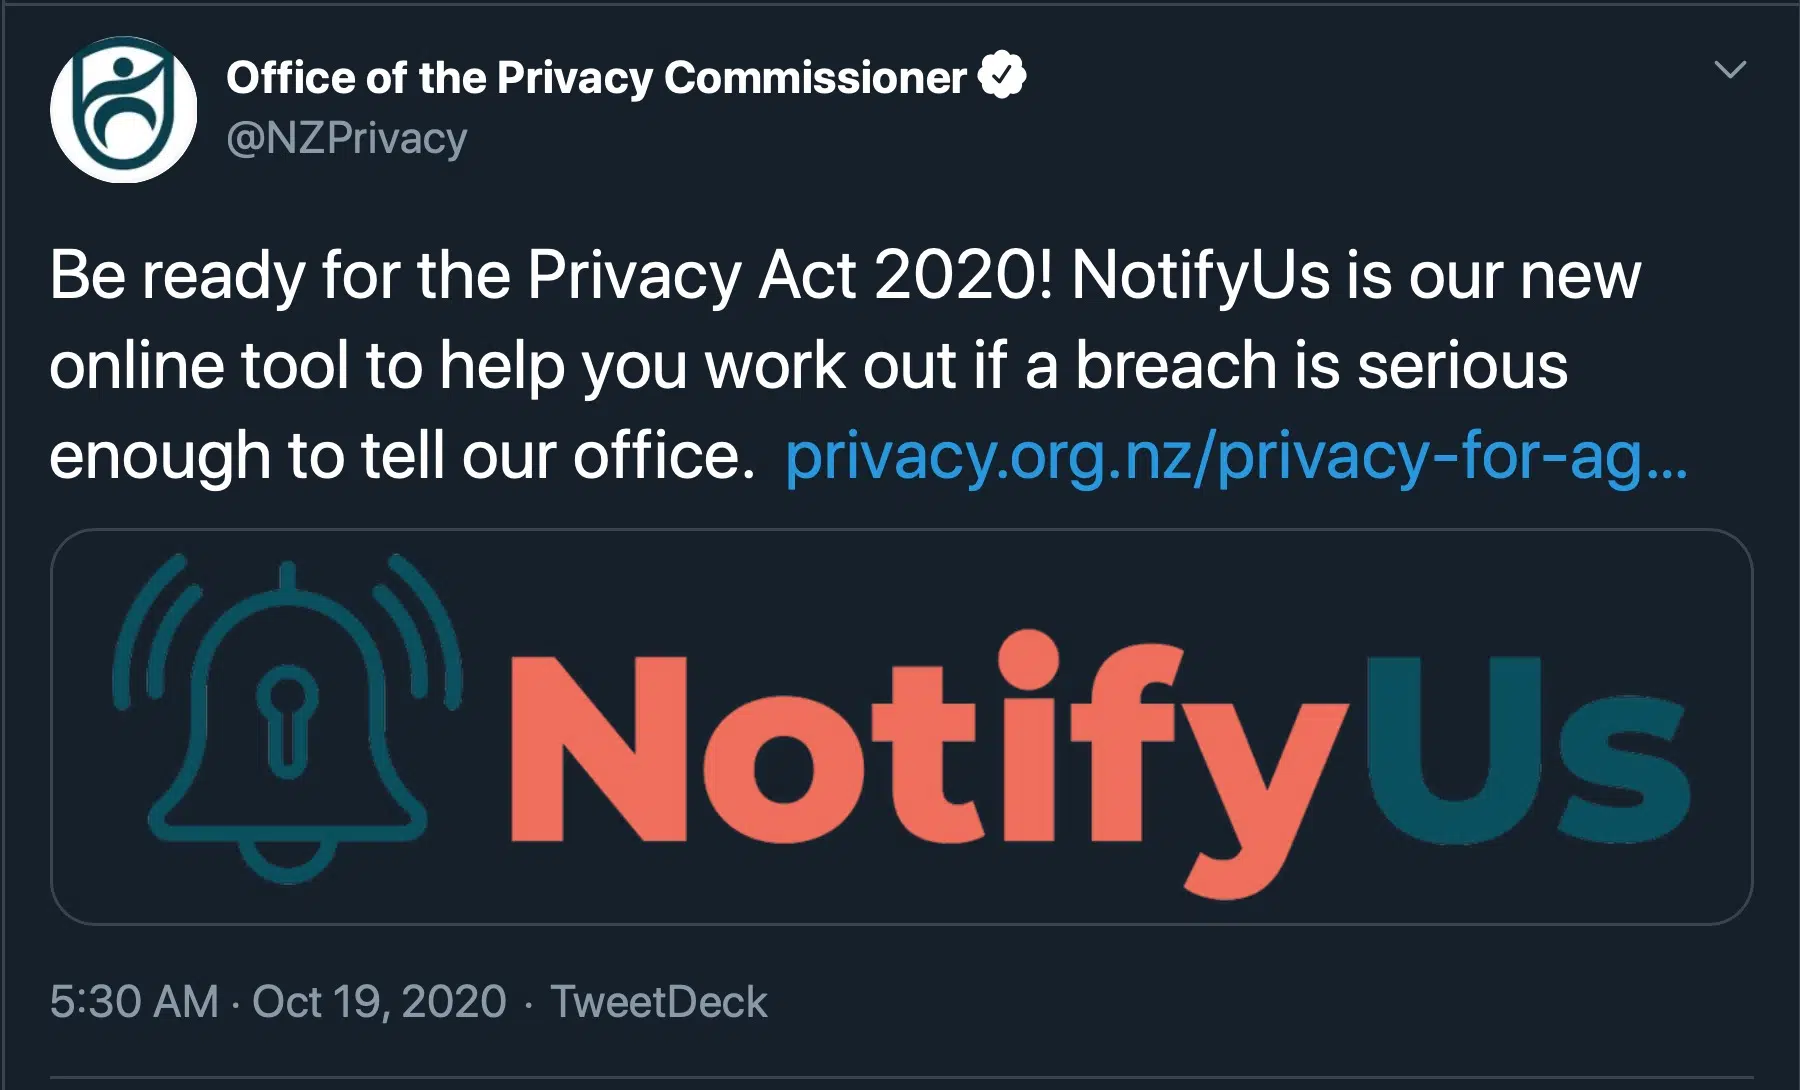 Office of the Privacy Commissioner
@NZPrivacy
Be ready for the Privacy Act 2020! NotifyUs is our new
online tool to help you work out if a breach is serious
enough to tell our office. privacy.org.nz/privacy-for-ag...
NotifyUs
5:30 AM · Oct 19, 2020 · TweetDeck